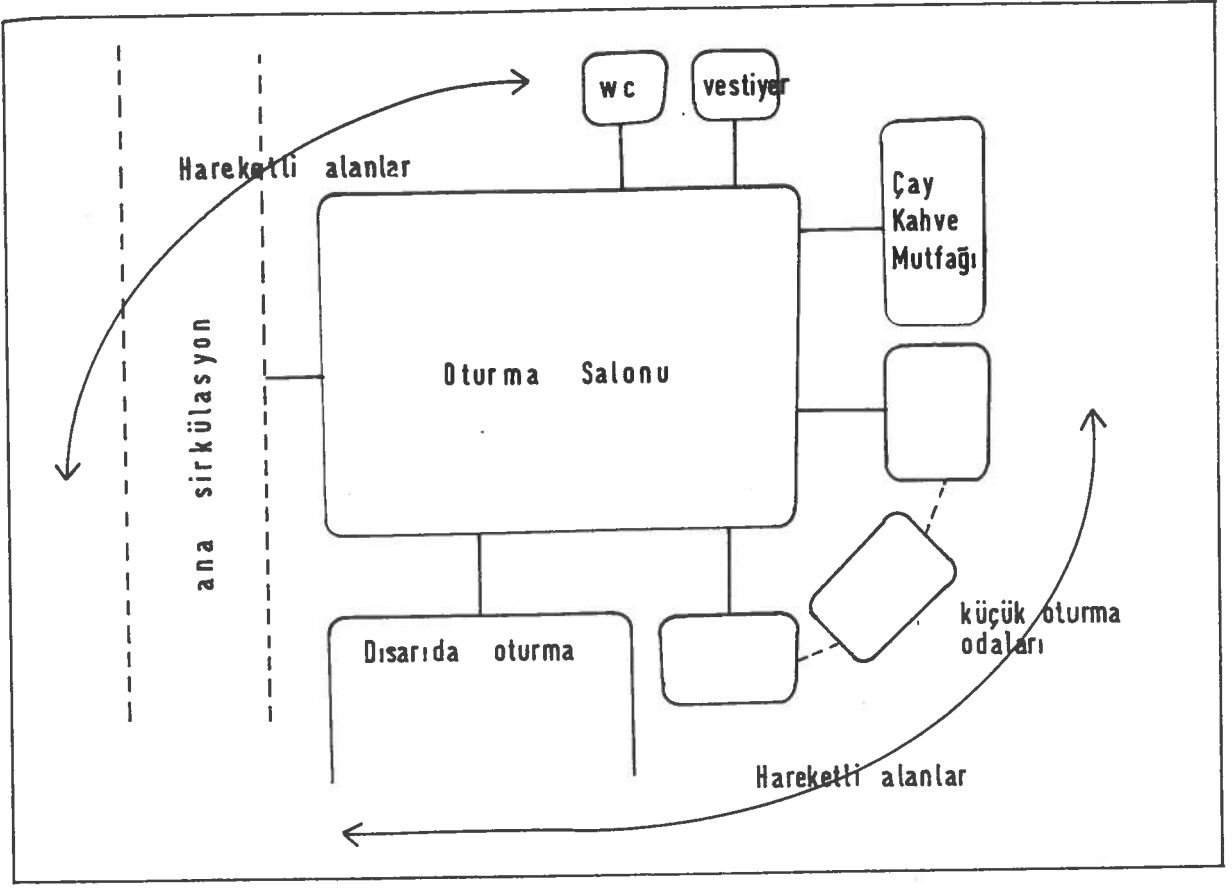 wc
vestiyer
Hareketli alanlar
Çay
Kahve
Mutfağı
ana sirkülasyon
Oturma Salonu
küçük oturma
odaları
Dısarıda oturma
Hareketli alanlar